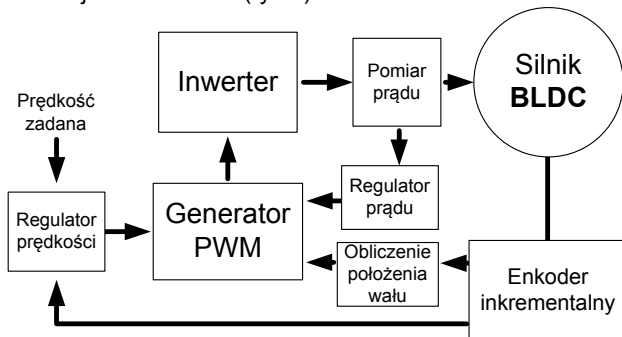 Inwerter
Pomiar
prądu
Silnik
BLDC
Prędkość
zadana
Regulator
prędkości
Generator
PWM
Regulator
prądu
Obliczenie
położenia
wału
Enkoder
inkrementalny